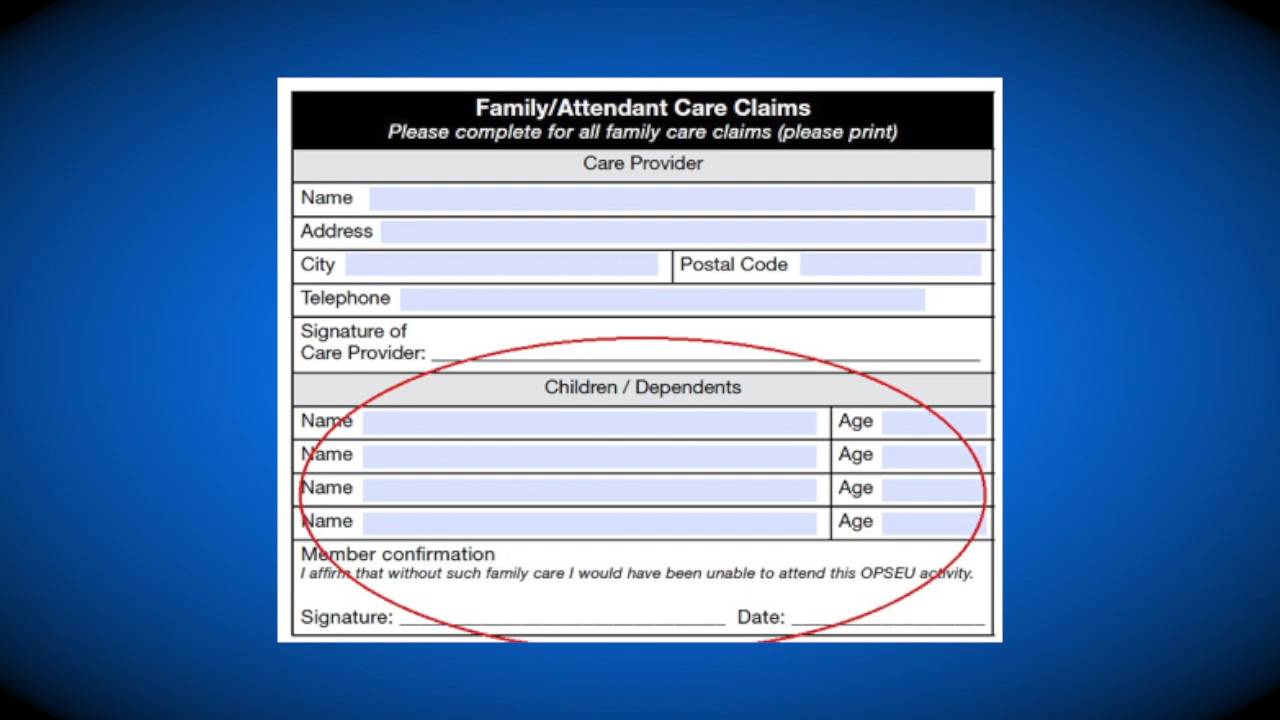 Family/Attendant Care Claims
Please complete for all family care claims (please print)
Care Provider
Name
Address
City Postal Code
Telephone
Signature of
Care Provider:
Children / Dependents
Name Age
Name Age
Name Age
Name Age
Member confirmation
I affirm that without such family care I would have been unable to attend this OPSEU activity.
Signature: Date: